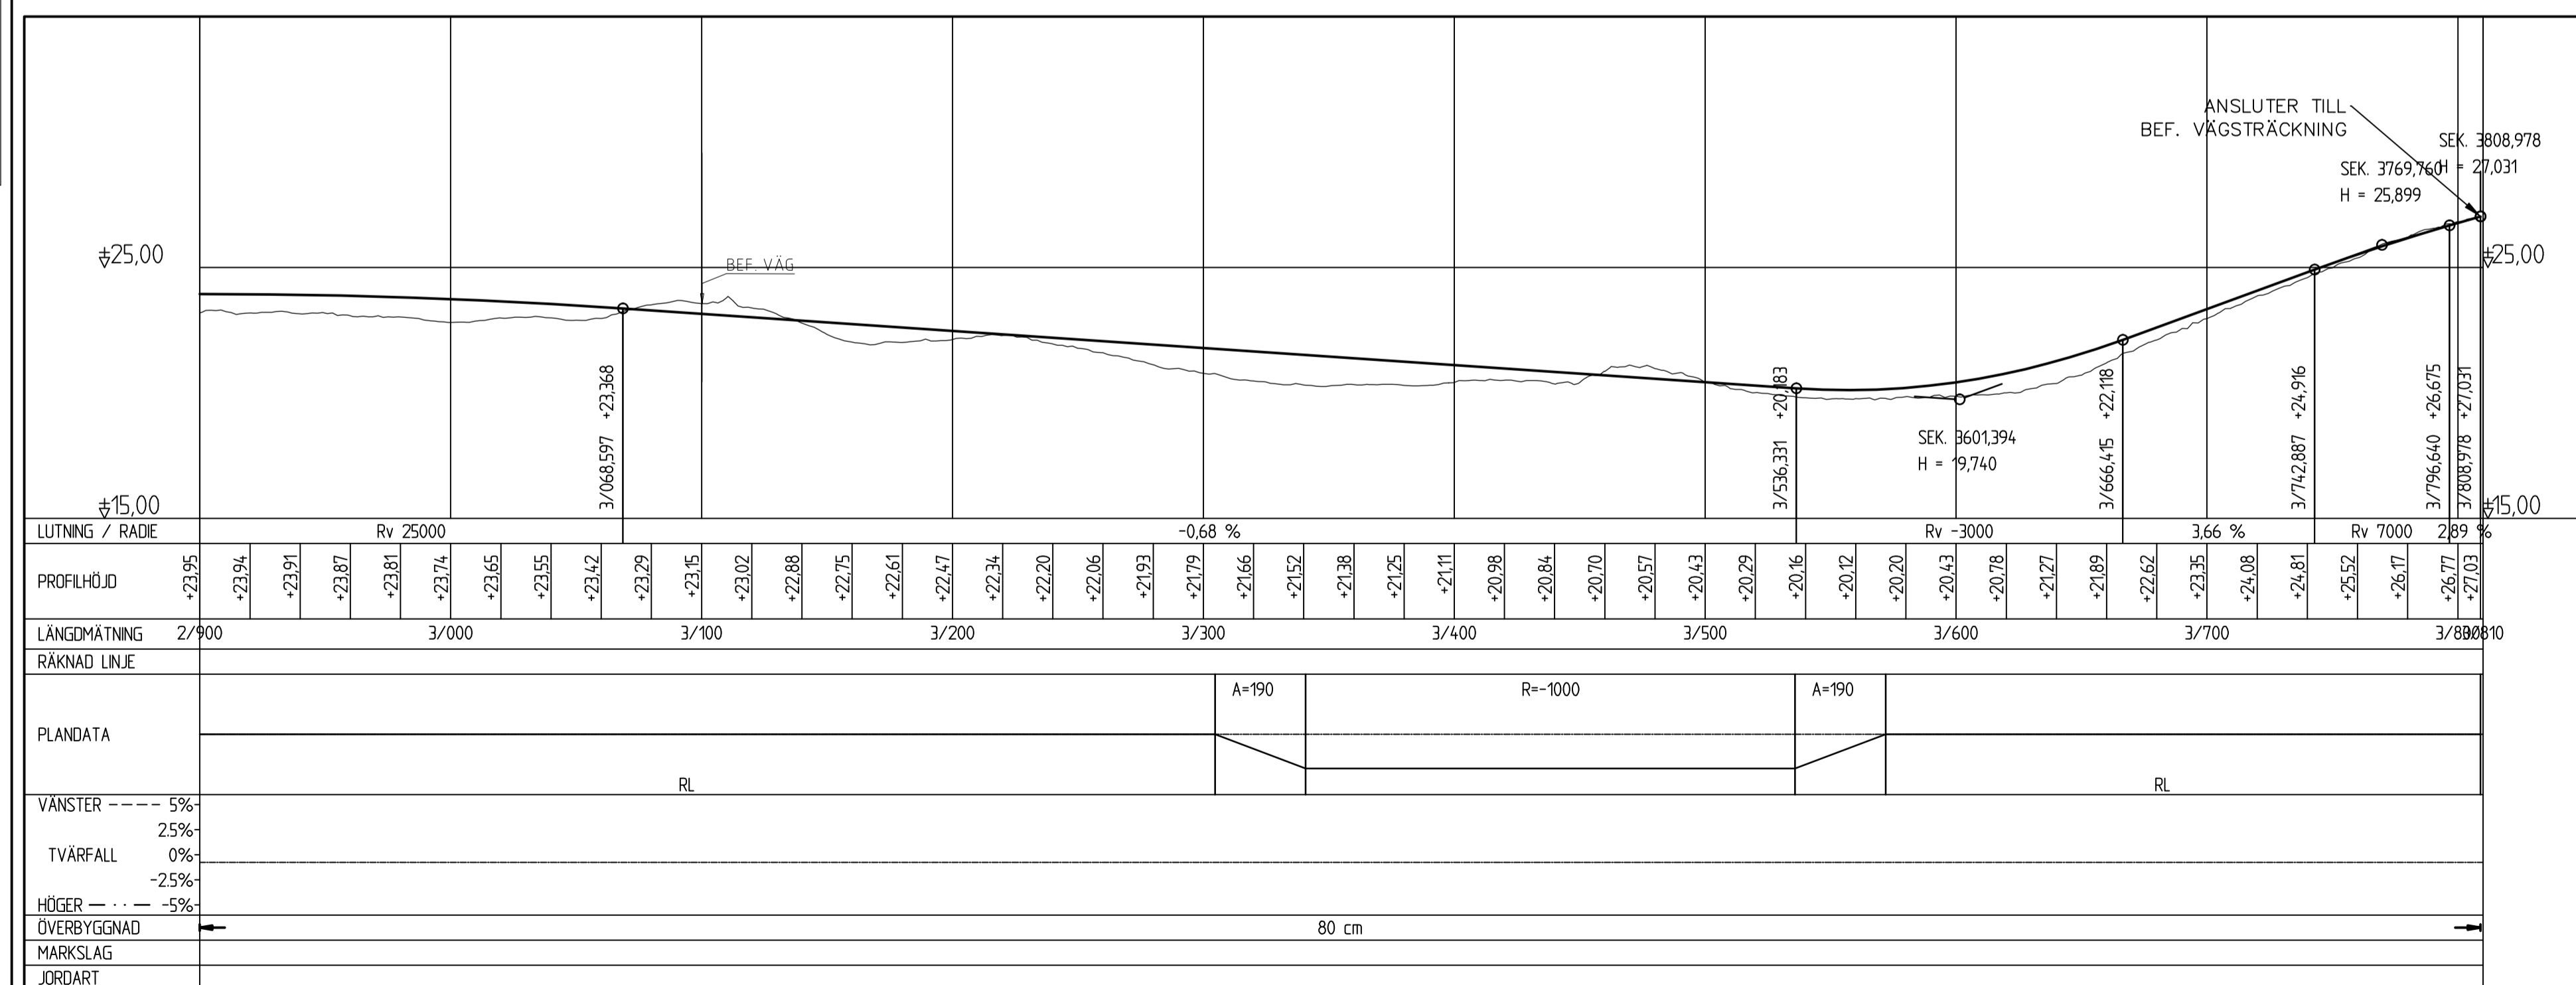 ANSLUTER TILL
BEF. VÄGSTRÄCKNING
SEK. 3808,978
H = 27,031
SEK. 3769,760
H = 25,899
+25,00
+25,00
BEF. VÄG
3/068,597 +23,368
3/536,331 +20,183
SEK. 3601,394
H = 19,740
3/666,415 +22,118
3/742,887 +24,916
3/796,640 +26,675
3/808,978 +27,031
+15,00
+15,00
LUTNING / RADIE Rv 25000 -0,68 % Rv -3000 3,66 % Rv 7000 2,89 %
PROFILHÖJD +23,95 +23,94 +23,91 +23,87 +23,81 +23,74 +23,65 +23,55 +23,42 +23,29 +23,15 +23,02 +22,88 +22,75 +22,61 +22,47 +22,34 +22,20 +22,06 +21,93 +21,79 +21,66 +21,52 +21,38 +21,25 +21,11 +20,98 +20,84 +20,70 +20,57 +20,43 +20,29 +20,16 +20,12 +20,20 +20,43 +20,78 +21,27 +21,89 +22,62 +23,35 +24,08 +24,81 +25,52 +26,17 +26,77 +27,03
LÄNGDMÄTNING 2/900 3/000 3/100 3/200 3/300 3/400 3/500 3/600 3/700 3/800 3/810
RÄKNAD LINJE
A=190 R=-1000 A=190
PLANDATA
RL RL
VÄNSTER ---- 5%
2.5%
TVÄRFALL 0%
-2.5%
HÖGER — · · — -5%
ÖVERBYGGNAD 80 cm
MARKSLAG
JORDART